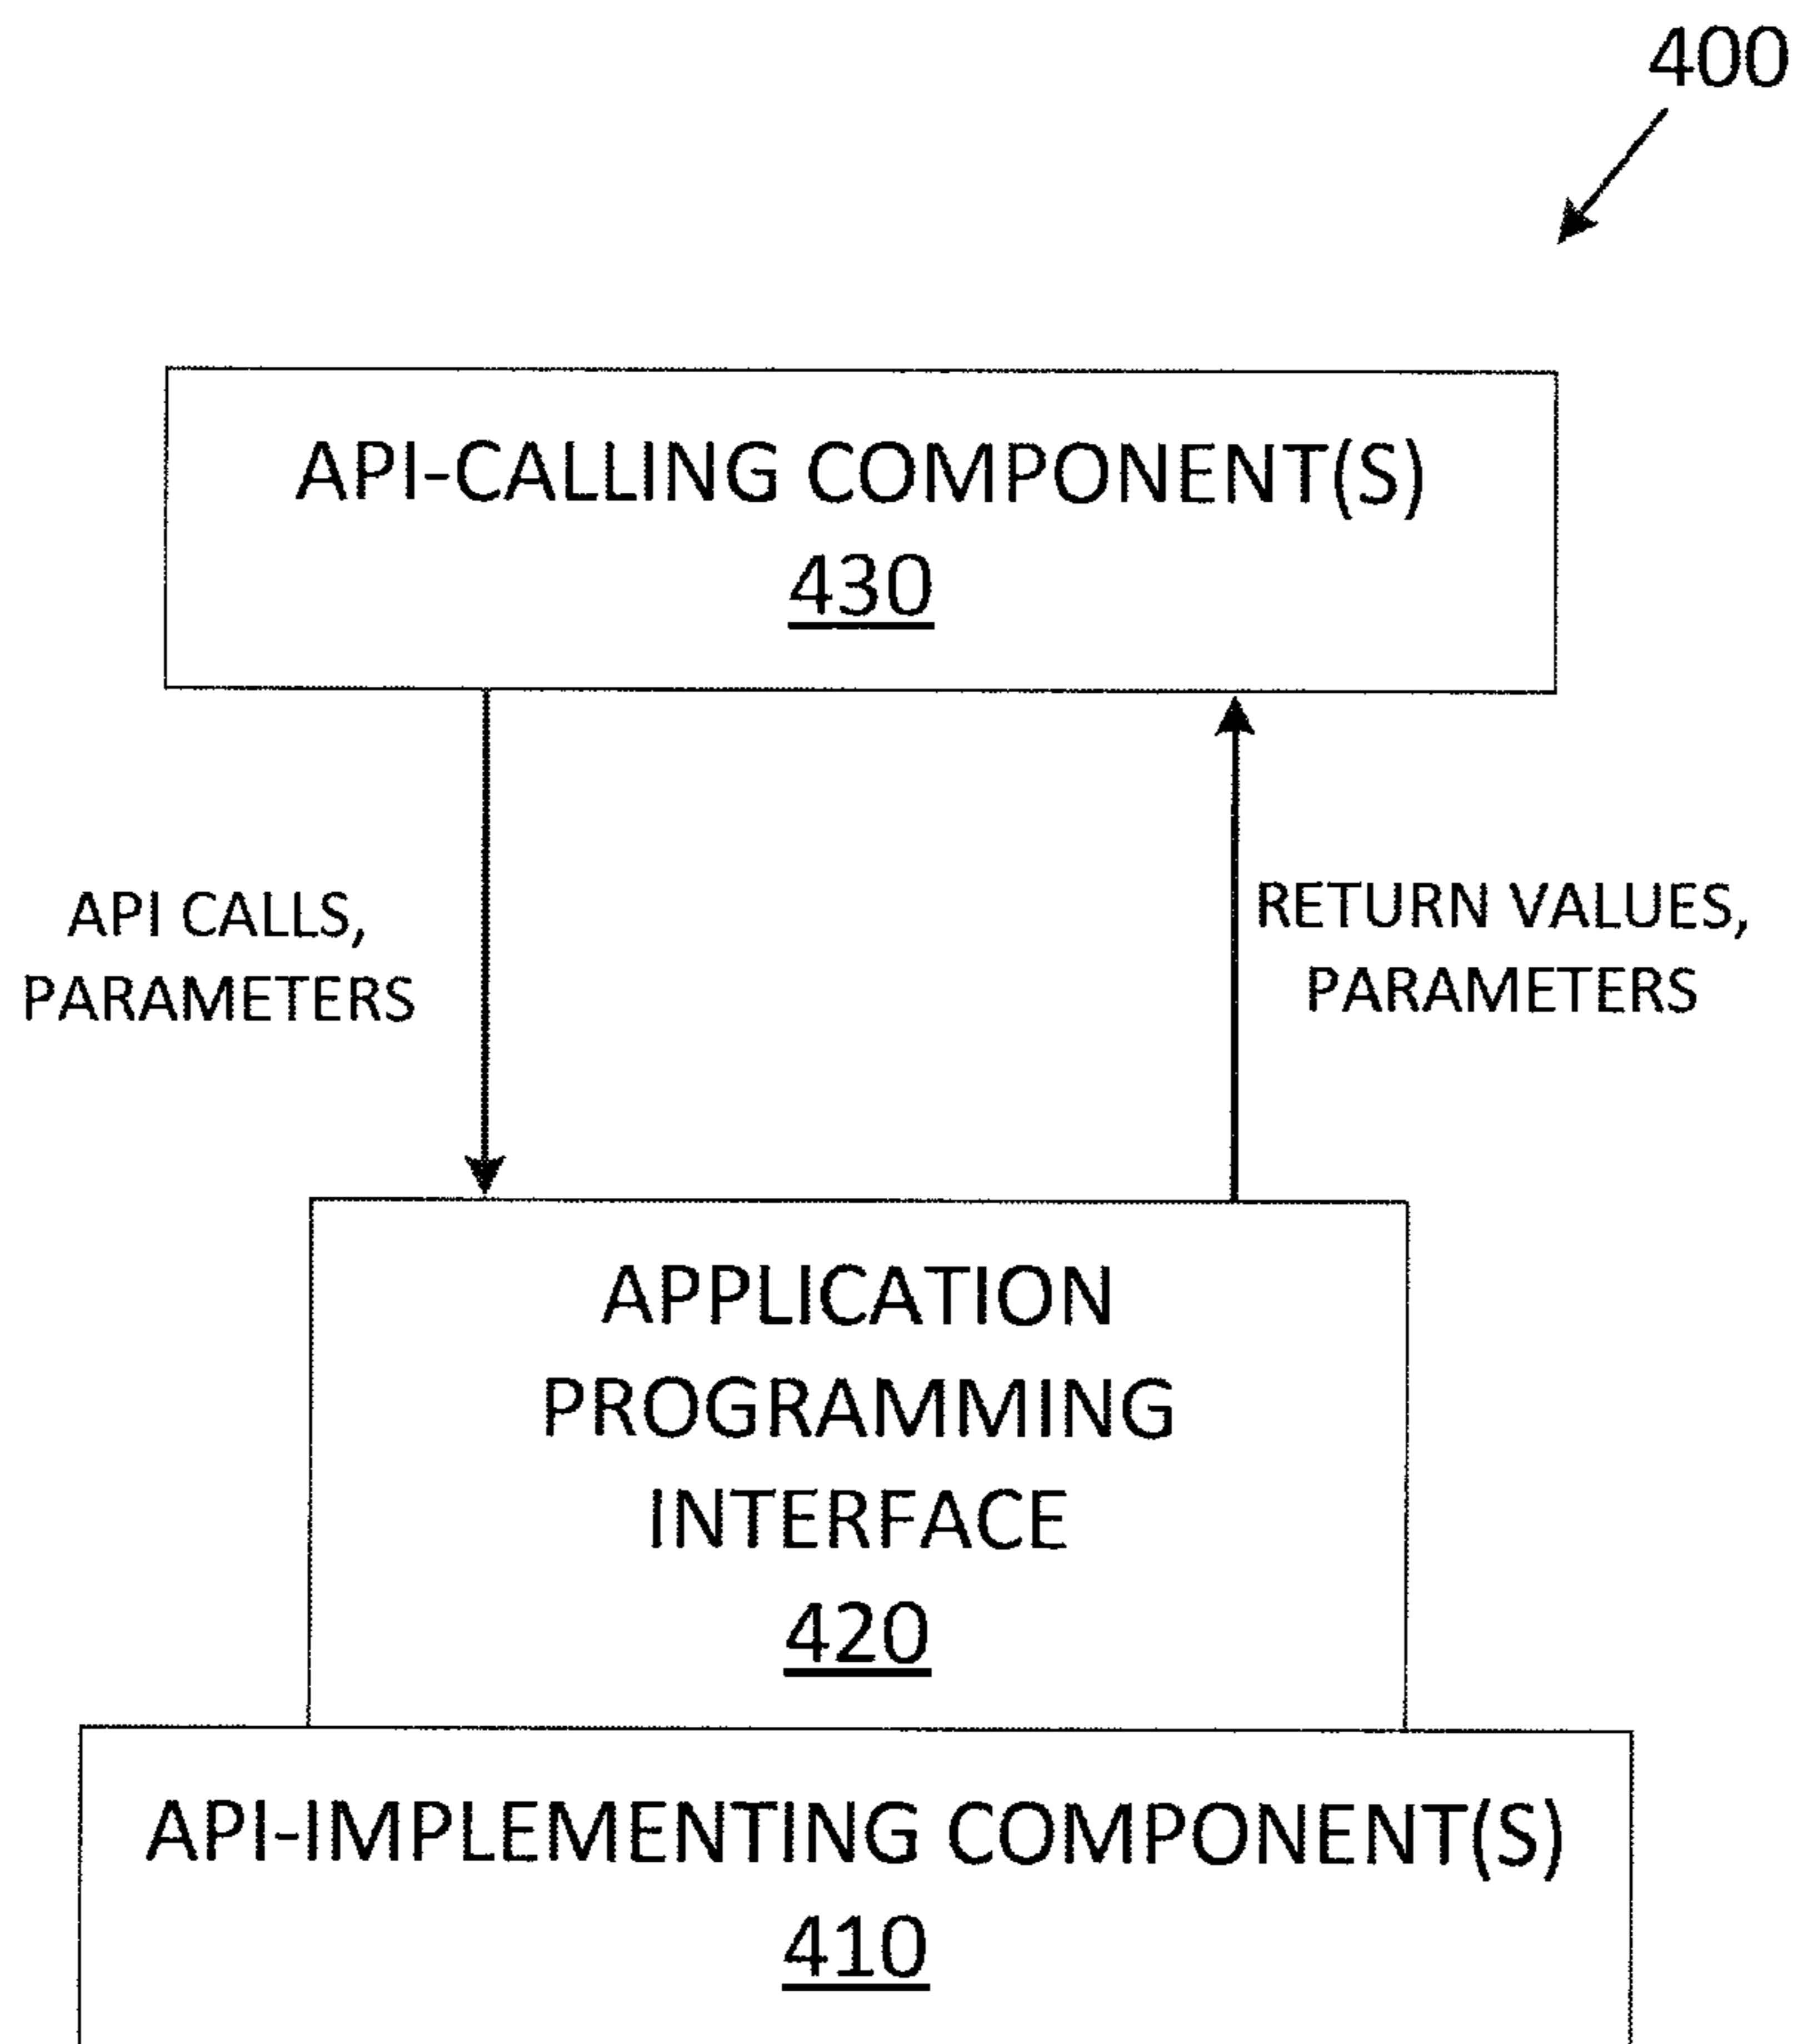 400
API-CALLING COMPONENT(S)
430
API CALLS,
PARAMETERS
RETURN VALUES,
PARAMETERS
APPLICATION
PROGRAMMING
INTERFACE
420
API-IMPLEMENTING COMPONENT(S)
410